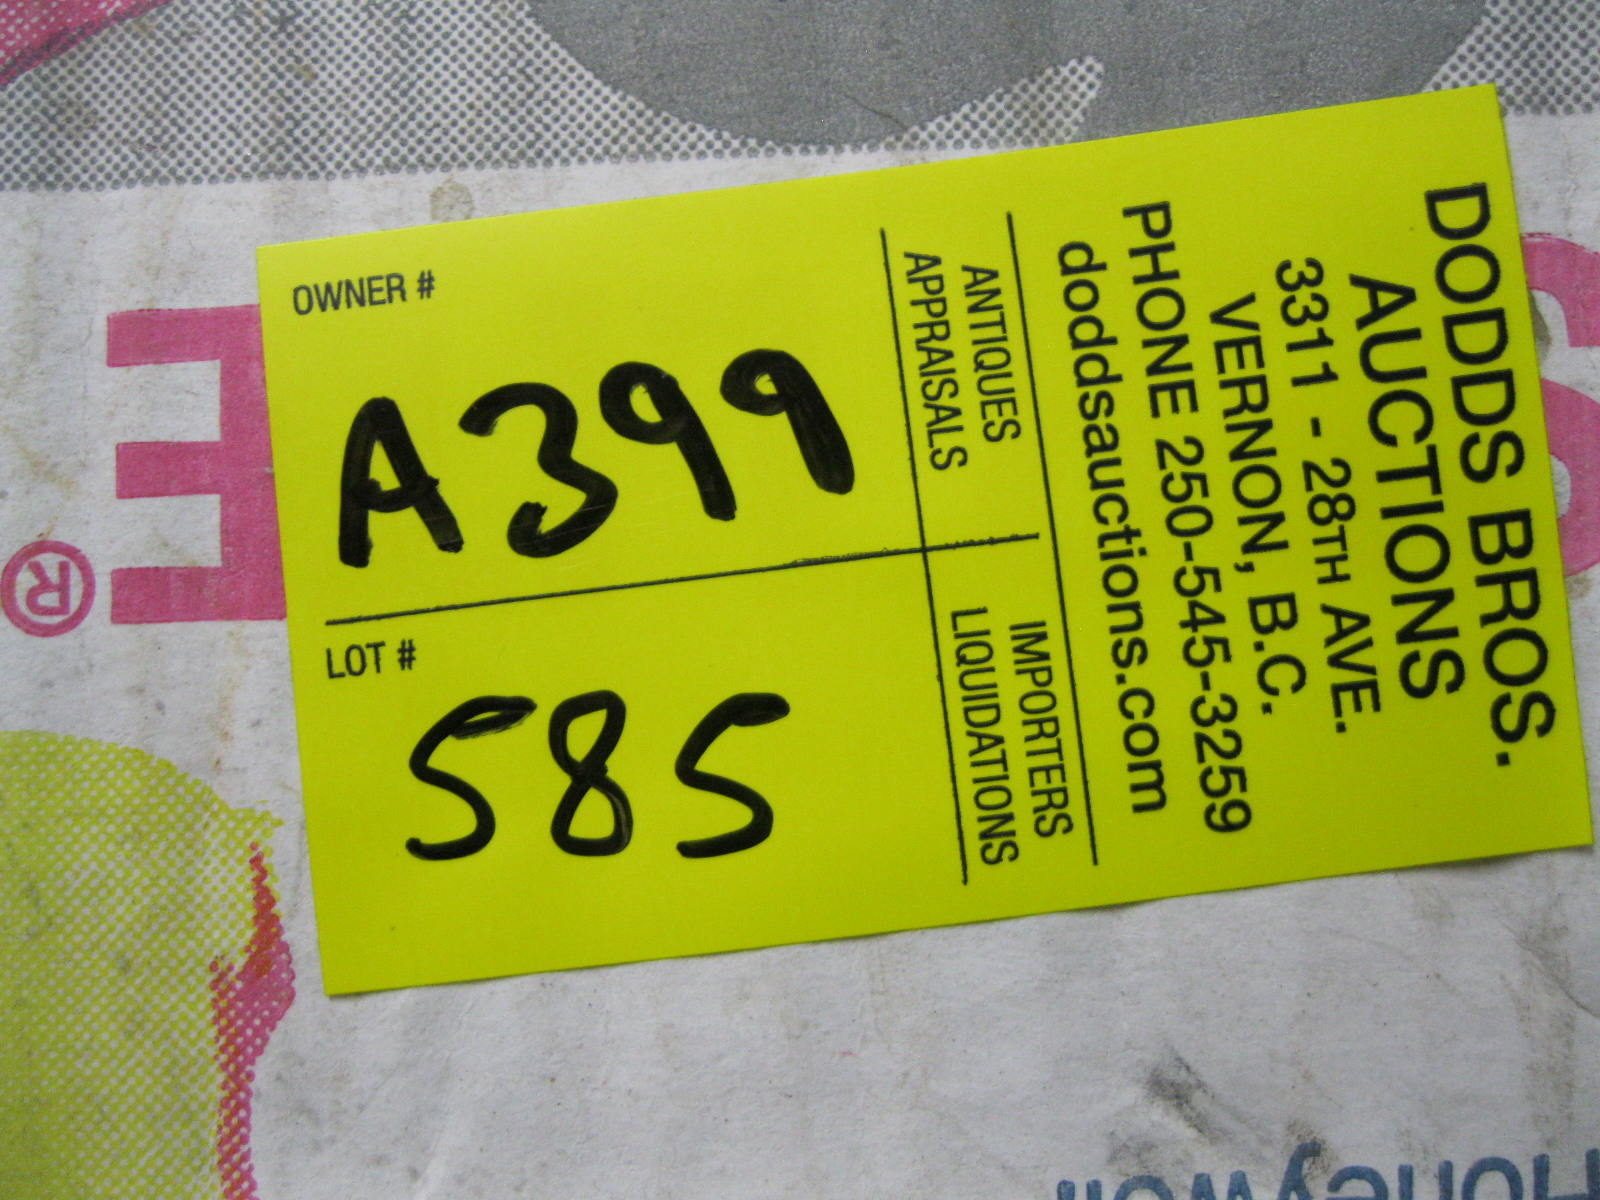 DODDS BROS.
AUCTIONS
3311 - 28TH AVE.
VERNON, B.C.
PHONE 250-545-3259
doddsauctions.com
ANTIQUES IMPORTERS
APPRAISALS LIQUIDATIONS
OWNER #
A399
LOT #
585
E
®
S
Honeywell